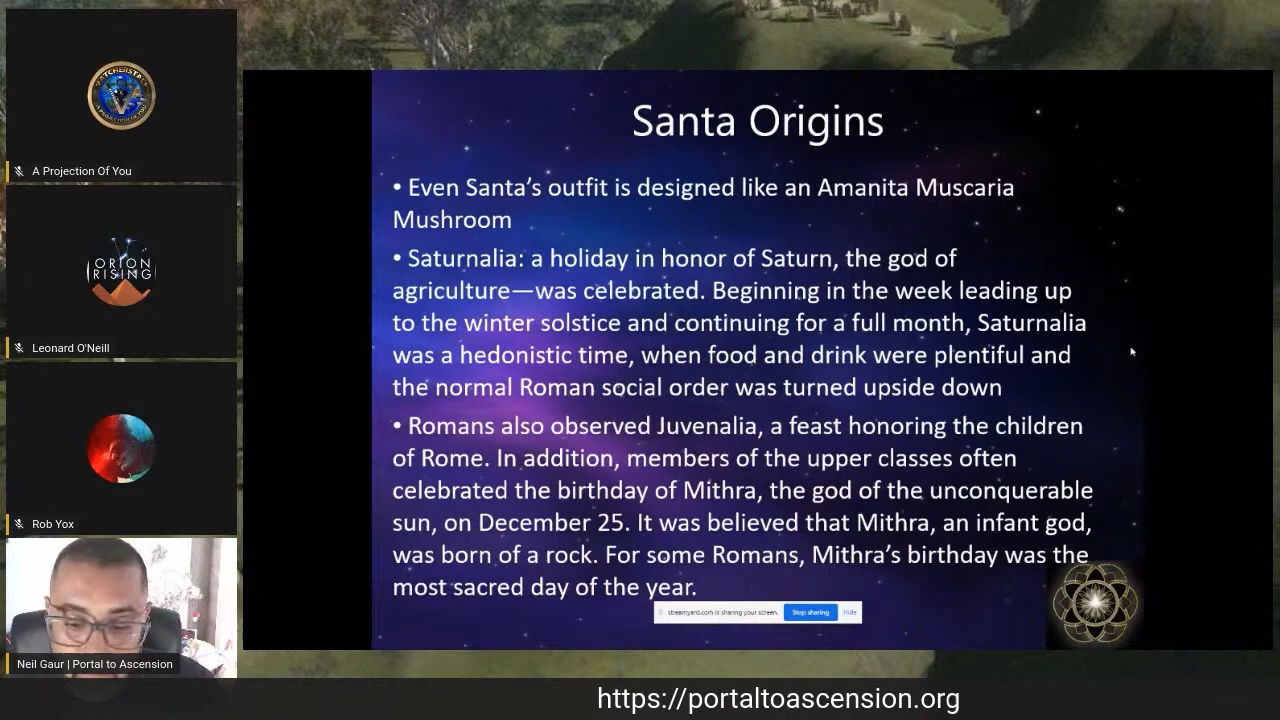 A Projection Of You
ORION
RISING
Leonard O'Neill
Rob Yox
Neil Gaur | Portal to Ascension
Santa Origins
• Even Santa’s outfit is designed like an Amanita Muscaria
Mushroom
• Saturnalia: a holiday in honor of Saturn, the god of
agriculture—was celebrated. Beginning in the week leading up
to the winter solstice and continuing for a full month, Saturnalia
was a hedonistic time, when food and drink were plentiful and
the normal Roman social order was turned upside down
• Romans also observed Juvenalia, a feast honoring the children
of Rome. In addition, members of the upper classes often
celebrated the birthday of Mithra, the god of the unconquerable
sun, on December 25. It was believed that Mithra, an infant god,
was born of a rock. For some Romans, Mithra’s birthday was the
most sacred day of the year.
streamyard.com is sharing your screen.
Stop sharing
Hide
https://portaltoascension.org